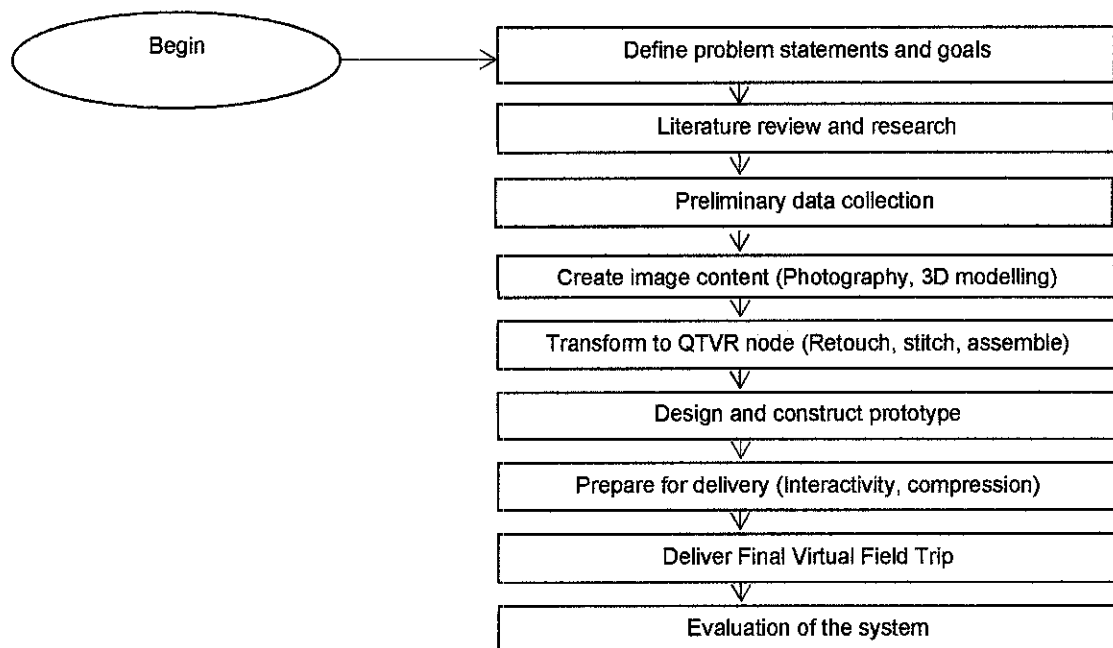 Begin
Define problem statements and goals
Literature review and research
Preliminary data collection
Create image content (Photography, 3D modelling)
Transform to QTVR node (Retouch, stitch, assemble)
Design and construct prototype
Prepare for delivery (Interactivity, compression)
Deliver Final Virtual Field Trip
Evaluation of the system